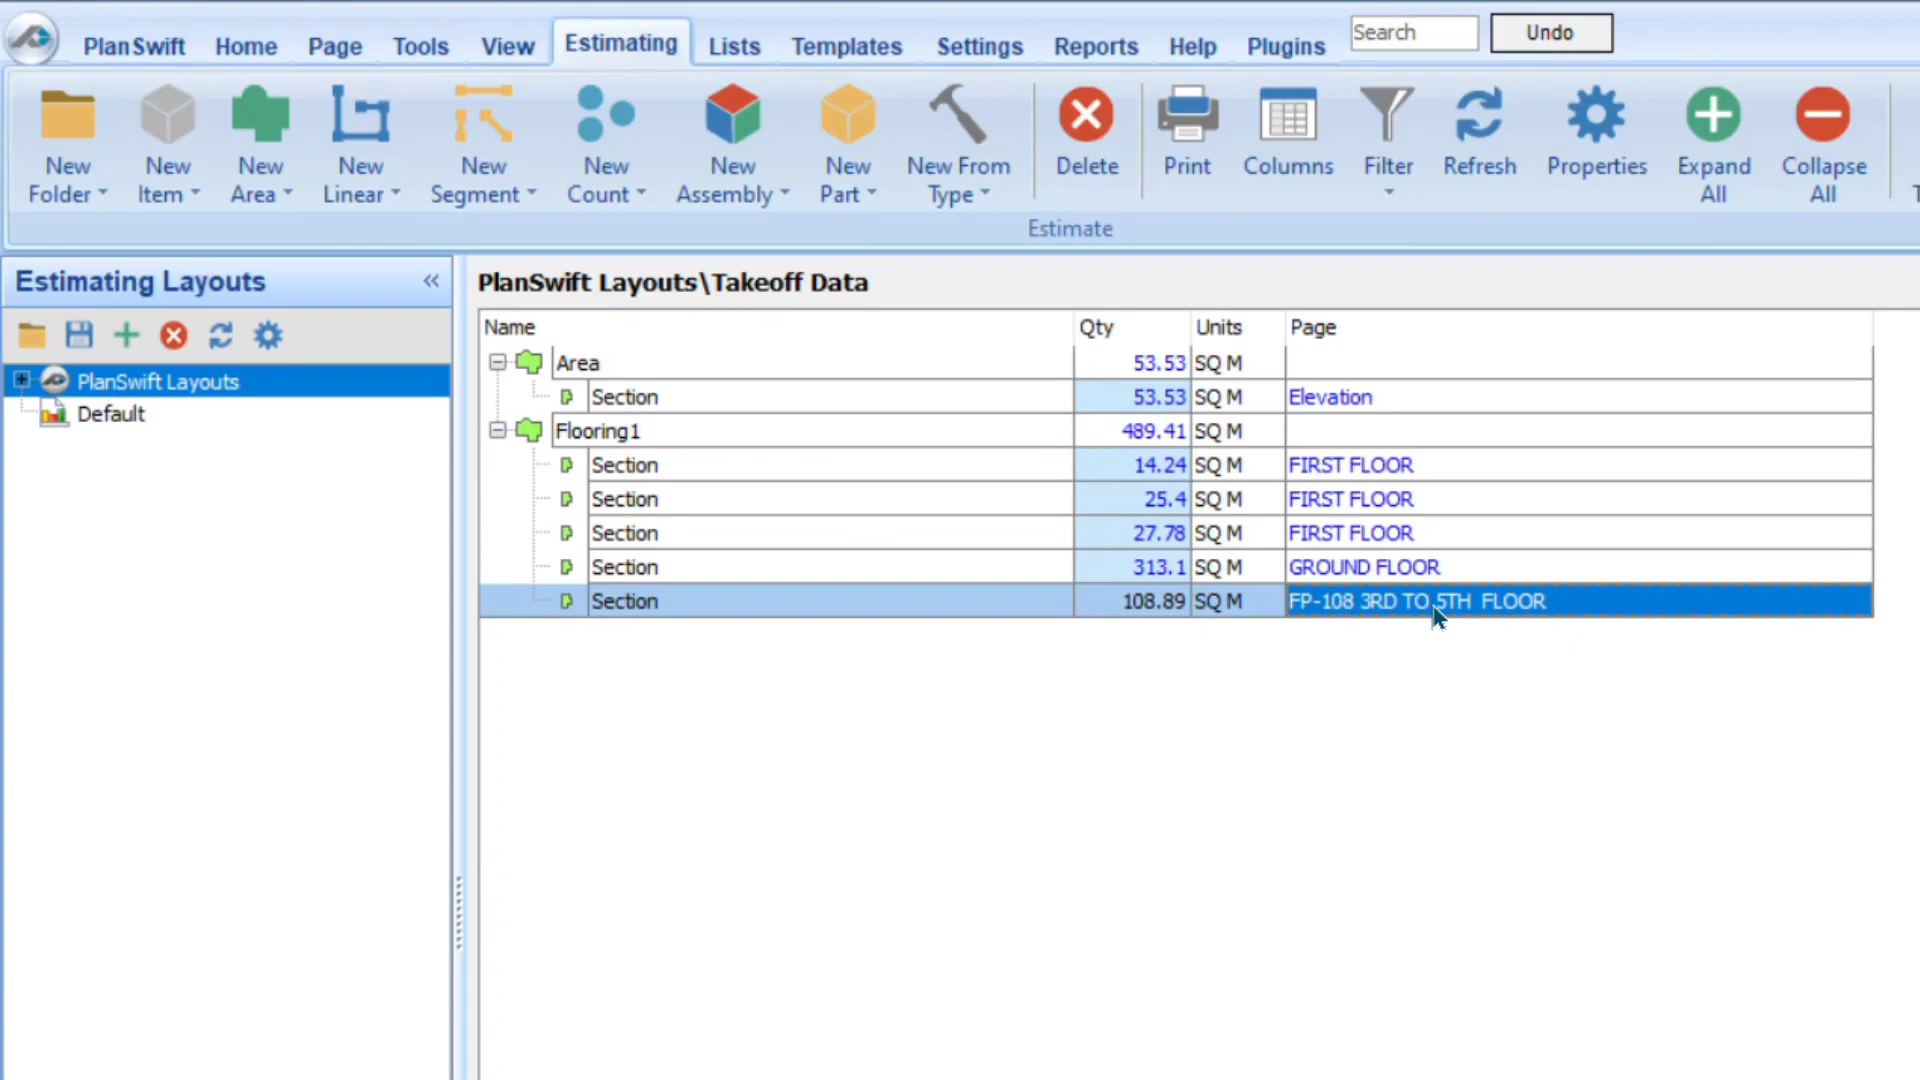 PlanSwift Home Page Tools View Estimating Lists Templates Settings Reports Help Plugins Search Undo
New Folder New Item New Area New Linear New Segment New Count New Assembly New Part New From Type Delete Print Columns Filter Refresh Properties Expand All Collapse All
Estimate
Estimating Layouts
PlanSwift Layouts
Default
PlanSwift Layouts\Takeoff Data
Name Qty Units Page
Area 53.53 SQ M
Section 53.53 SQ M Elevation
Flooring1 489.41 SQ M
Section 14.24 SQ M FIRST FLOOR
Section 25.4 SQ M FIRST FLOOR
Section 27.78 SQ M FIRST FLOOR
Section 313.1 SQ M GROUND FLOOR
Section 108.89 SQ M FP-108 3RD TO 5TH FLOOR